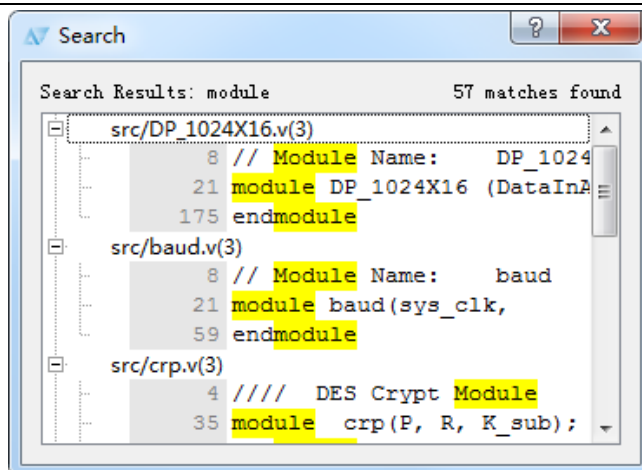 Search
Search Results: module 57 matches found
src/DP_1024X16.v(3)
8 // Module Name: DP_1024
21 module DP_1024X16 (DataInA
175 endmodule
src/baud.v(3)
8 // Module Name: baud
21 module baud(sys_clk,
59 endmodule
src/crp.v(3)
4 //// DES Crypt Module
35 module crp(P, R, K_sub);